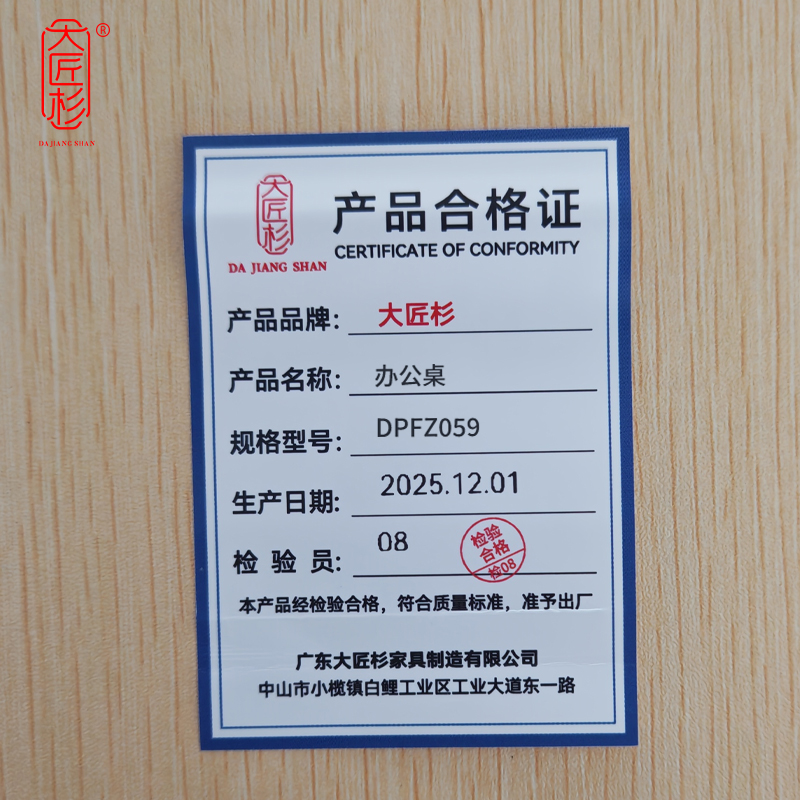 大匠杉®
DA JIANG SHAN
大匠杉
DA JIANG SHAN
产品合格证
CERTIFICATE OF CONFORMITY
产品品牌: 大匠杉
产品名称: 办公桌
规格型号: DPFZ059
生产日期: 2025.12.01
检 验 员: 08
检验
合格
检08
本产品经检验合格，符合质量标准，准予出厂
广东大匠杉家具制造有限公司
中山市小榄镇白鲤工业区工业大道东一路